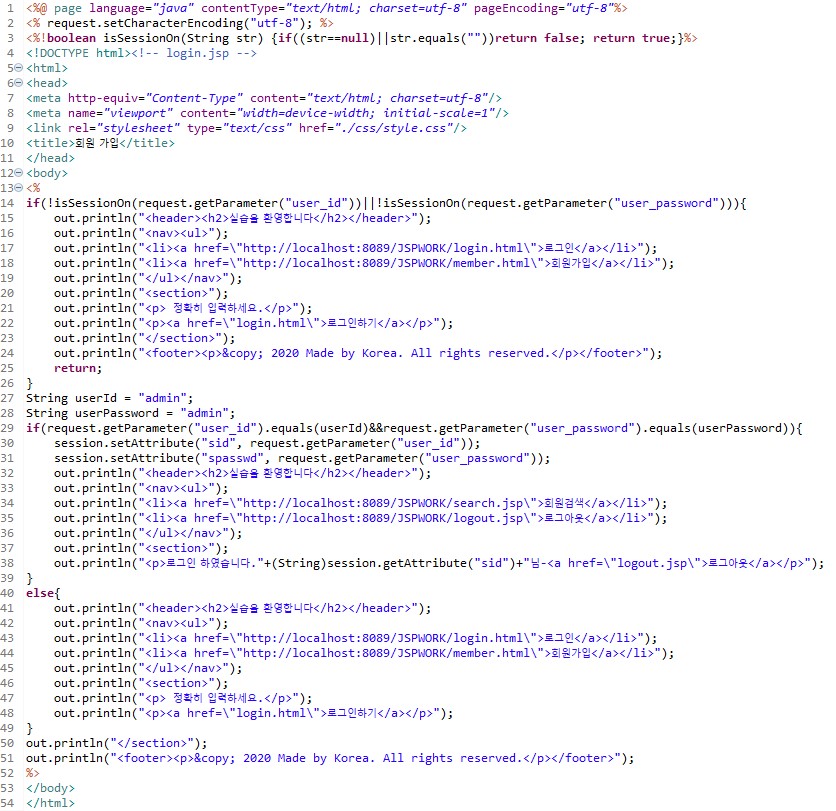 1 <%@ page language="java" contentType="text/html; charset=utf-8" pageEncoding="utf-8"%>
2 <% request.setCharacterEncoding("utf-8"); %>
3 <%!boolean isSessionOn(String str) {if((str==null)||str.equals(""))return false; return true;}%>
4 <!DOCTYPE html><!-- login.jsp -->
5 <html>
6 <head>
7 <meta http-equiv="Content-Type" content="text/html; charset=utf-8"/>
8 <meta name="viewport" content="width=device-width; initial-scale=1"/>
9 <link rel="stylesheet" type="text/css" href="./css/style.css"/>
10 <title>회원 가입</title>
11 </head>
12 <body>
13 <%
14 if(!isSessionOn(request.getParameter("user_id"))||!isSessionOn(request.getParameter("user_password"))){
15     out.println("<header><h2>실습을 환영합니다</h2></header>");
16     out.println("<nav><ul>");
17     out.println("<li><a href=\"http://localhost:8089/JSPWORK/login.html\">로그인</a></li>");
18     out.println("<li><a href=\"http://localhost:8089/JSPWORK/member.html\">회원가입</a></li>");
19     out.println("</ul></nav>");
20     out.println("<section>");
21     out.println("<p> 정확히 입력하세요.</p>");
22     out.println("<p><a href=\"login.html\">로그인하기</a></p>");
23     out.println("</section>");
24     out.println("<footer><p>&copy; 2020 Made by Korea. All rights reserved.</p></footer>");
25     return;
26 }
27 String userId = "admin";
28 String userPassword = "admin";
29 if(request.getParameter("user_id").equals(userId)&&request.getParameter("user_password").equals(userPassword)){
30     session.setAttribute("sid", request.getParameter("user_id"));
31     session.setAttribute("spasswd", request.getParameter("user_password"));
32     out.println("<header><h2>실습을 환영합니다</h2></header>");
33     out.println("<nav><ul>");
34     out.println("<li><a href=\"http://localhost:8089/JSPWORK/search.jsp\">회원검색</a></li>");
35     out.println("<li><a href=\"http://localhost:8089/JSPWORK/logout.jsp\">로그아웃</a></li>");
36     out.println("</ul></nav>");
37     out.println("<section>");
38     out.println("<p>로그인 하였습니다."+(String)session.getAttribute("sid")+"님-<a href=\"logout.jsp\">로그아웃</a></p>");
39 }
40 else{
41     out.println("<header><h2>실습을 환영합니다</h2></header>");
42     out.println("<nav><ul>");
43     out.println("<li><a href=\"http://localhost:8089/JSPWORK/login.html\">로그인</a></li>");
44     out.println("<li><a href=\"http://localhost:8089/JSPWORK/member.html\">회원가입</a></li>");
45     out.println("</ul></nav>");
46     out.println("<section>");
47     out.println("<p> 정확히 입력하세요.</p>");
48     out.println("<p><a href=\"login.html\">로그인하기</a></p>");
49 }
50 out.println("</section>");
51 out.println("<footer><p>&copy; 2020 Made by Korea. All rights reserved.</p></footer>");
52 %>
53 </body>
54 </html>